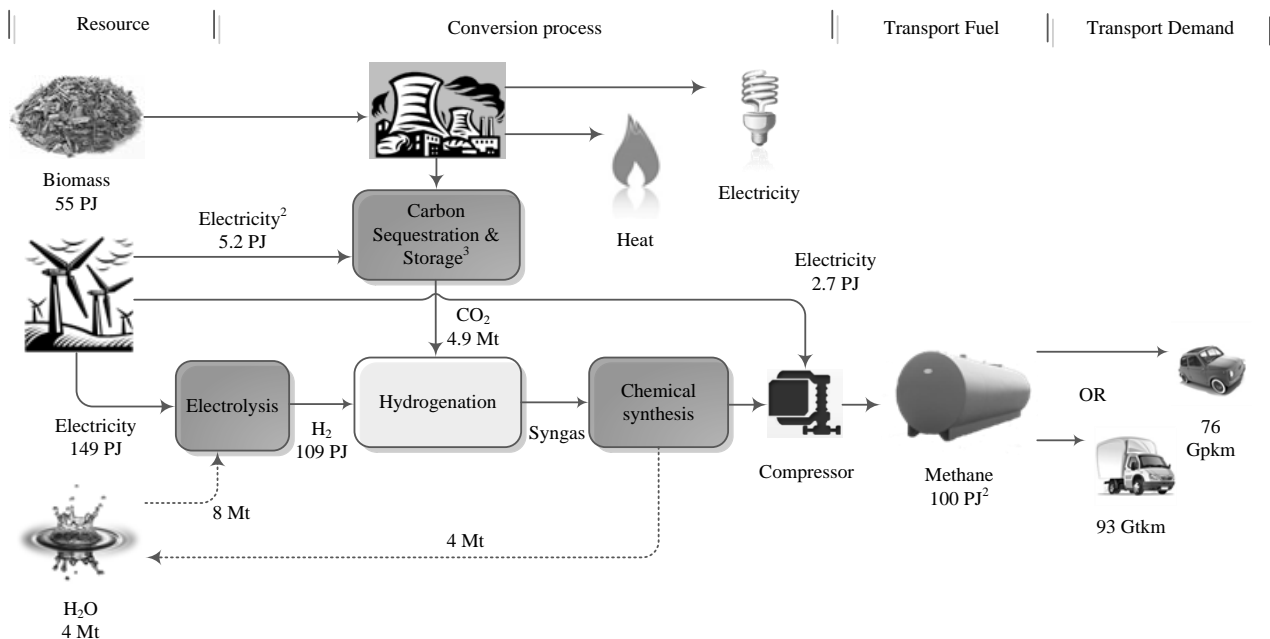 Resource
Conversion process
Transport Fuel
Transport Demand
Biomass
55 PJ
Electricity
Heat
Electricity²
5.2 PJ
Carbon
Sequestration &
Storage³
Electricity
2.7 PJ
CO₂
4.9 Mt
Electricity
149 PJ
Electrolysis
H₂
109 PJ
Hydrogenation
Syngas
Chemical
synthesis
Compressor
Methane
100 PJ²
OR
76
Gpkm
93 Gtkm
8 Mt
4 Mt
H₂O
4 Mt